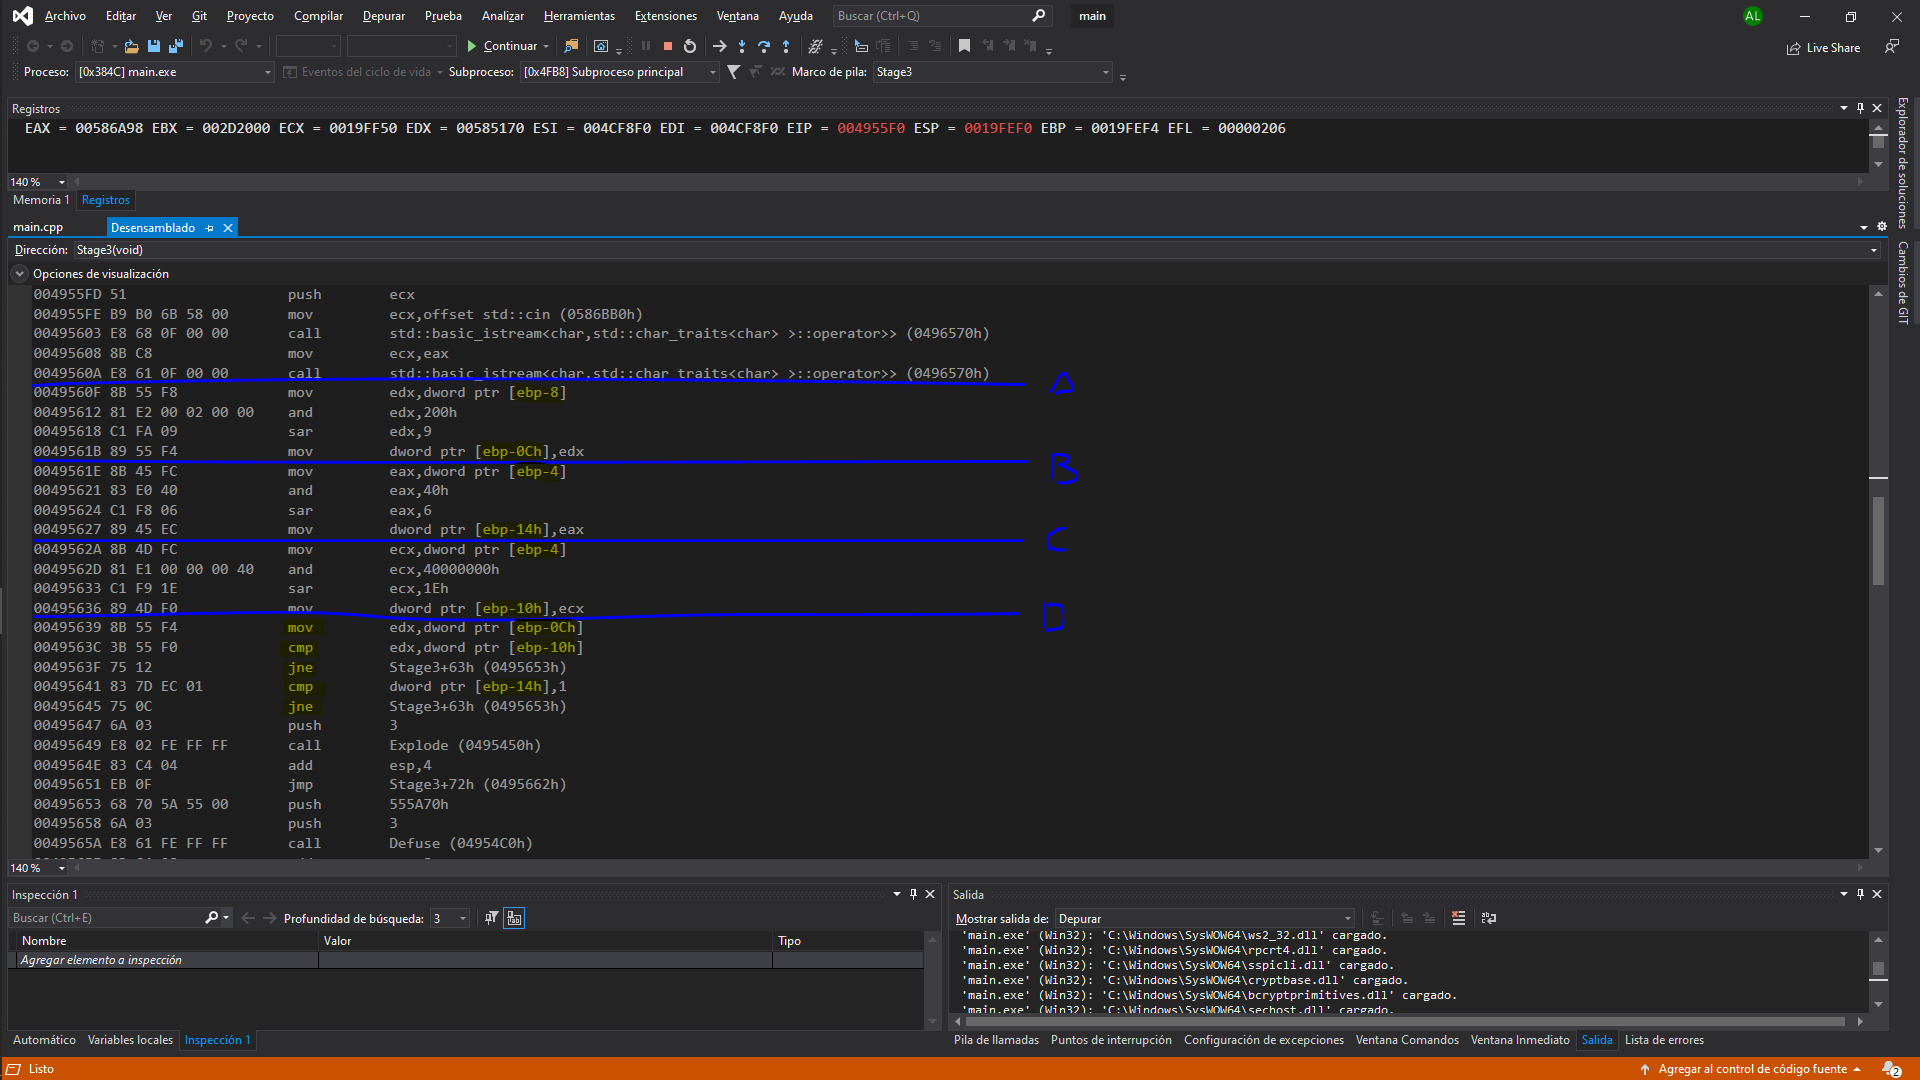 Archivo Editar Ver Git Proyecto Compilar Depurar Prueba Analizar Herramientas Extensiones Ventana Ayuda Buscar (Ctrl+Q) main AL
Continuar Live Share
Proceso: [0x384C] main.exe Eventos del ciclo de vida Subproceso: [0x4FB8] Subproceso principal Marco de pila: Stage3
Registros
EAX = 00586A98 EBX = 002D2000 ECX = 0019FF50 EDX = 00585170 ESI = 004CF8F0 EDI = 004CF8F0 EIP = 004955F0 ESP = 0019FEF0 EBP = 0019FEF4 EFL = 00000206
140 %
Memoria 1 Registros
main.cpp Desensamblado
Dirección: Stage3(void)
Opciones de visualización
004955FD 51 push ecx
004955FE B9 B0 6B 58 00 mov ecx,offset std::cin (0586BB0h)
00495603 E8 68 0F 00 00 call std::basic_istream<char,std::char_traits<char> >::operator>> (0496570h)
00495608 8B C8 mov ecx,eax
0049560A E8 61 0F 00 00 call std::basic_istream<char,std::char_traits<char> >::operator>> (0496570h)
A
0049560F 8B 55 F8 mov edx,dword ptr [ebp-8]
00495612 81 E2 00 02 00 00 and edx,200h
00495618 C1 FA 09 sar edx,9
0049561B 89 55 F4 mov dword ptr [ebp-0Ch],edx
B
0049561E 8B 45 FC mov eax,dword ptr [ebp-4]
00495621 83 E0 40 and eax,40h
00495624 C1 F8 06 sar eax,6
00495627 89 45 EC mov dword ptr [ebp-14h],eax
C
0049562A 8B 4D FC mov ecx,dword ptr [ebp-4]
0049562D 81 E1 00 00 00 40 and ecx,40000000h
00495633 C1 F9 1E sar ecx,1Eh
00495636 89 4D F0 mov dword ptr [ebp-10h],ecx
D
00495639 8B 55 F4 mov edx,dword ptr [ebp-0Ch]
0049563C 3B 55 F0 cmp edx,dword ptr [ebp-10h]
0049563F 75 12 jne Stage3+63h (0495653h)
00495641 83 7D EC 01 cmp dword ptr [ebp-14h],1
00495645 75 0C jne Stage3+63h (0495653h)
00495647 6A 03 push 3
00495649 E8 02 FE FF FF call Explode (0495450h)
0049564E 83 C4 04 add esp,4
00495651 EB 0F jmp Stage3+72h (0495662h)
00495653 68 70 5A 55 00 push 555A70h
00495658 6A 03 push 3
0049565A E8 61 FE FF FF call Defuse (04954C0h)
140 %
Explorador de soluciones
Cambios de GIT
Inspección 1
Buscar (Ctrl+E) Profundidad de búsqueda: 3
Nombre Valor Tipo
Agregar elemento a inspección
Automático Variables locales Inspección 1
Salida
Mostrar salida de: Depurar
'main.exe' (Win32): 'C:\Windows\SysWOW64\ws2_32.dll' cargado.
'main.exe' (Win32): 'C:\Windows\SysWOW64\rpcrt4.dll' cargado.
'main.exe' (Win32): 'C:\Windows\SysWOW64\sspicli.dll' cargado.
'main.exe' (Win32): 'C:\Windows\SysWOW64\cryptbase.dll' cargado.
'main.exe' (Win32): 'C:\Windows\SysWOW64\bcryptprimitives.dll' cargado.
'main.exe' (Win32): 'C:\Windows\SysWOW64\sechost.dll' cargado.
Pila de llamadas Puntos de interrupción Configuración de excepciones Ventana Comandos Ventana Inmediato Salida Lista de errores
Listo Agregar al control de código fuente 2